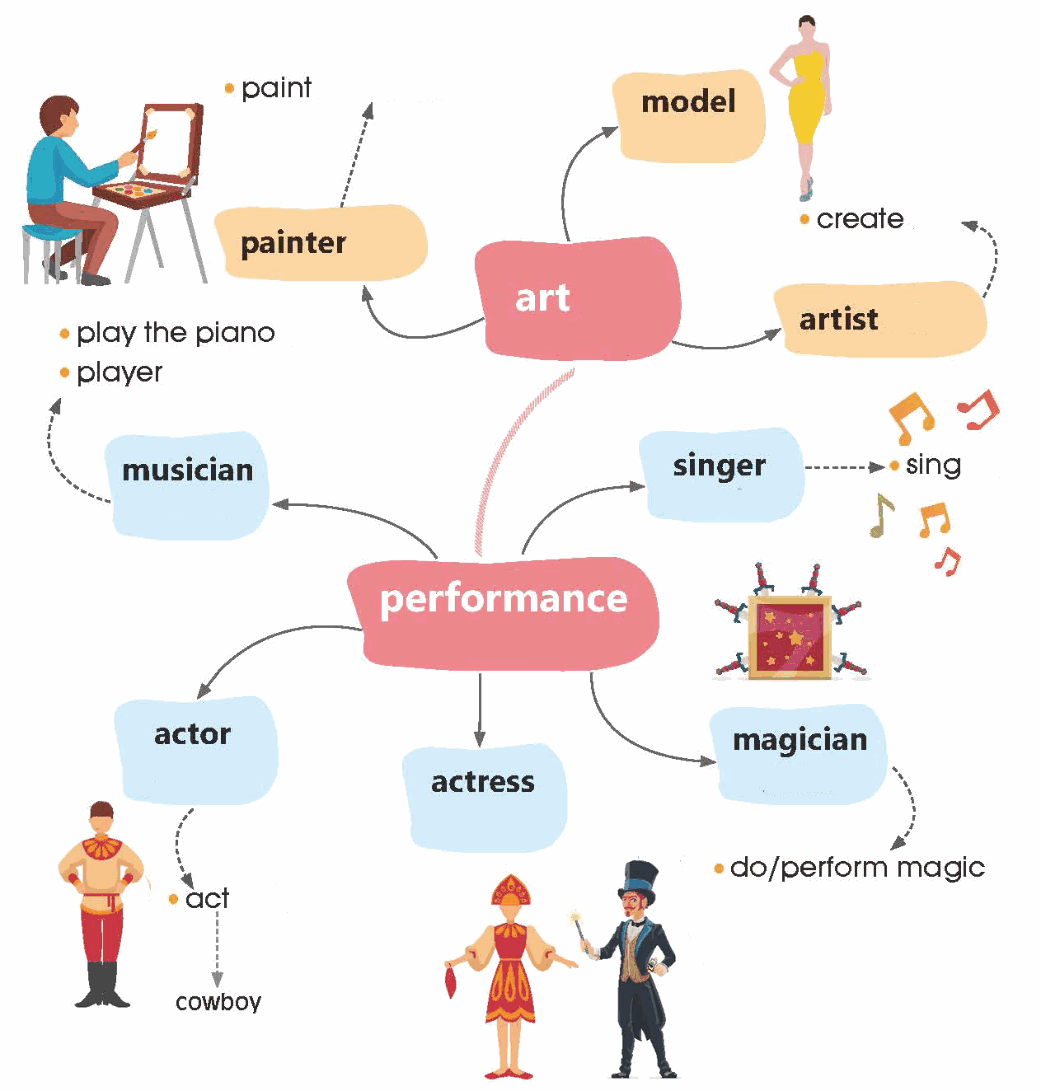 paint
model
create
painter
art
artist
play the piano
player
musician
singer
sing
performance
actor
magician
actress
do/perform magic
act
cowboy